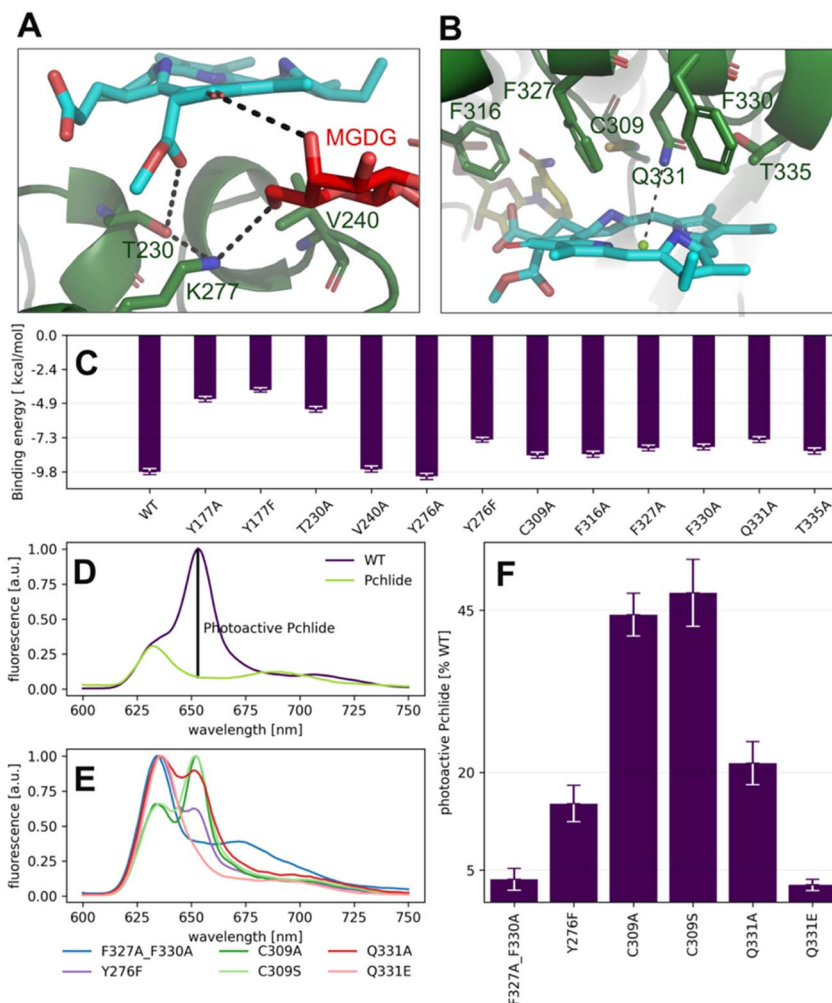 A
MGDG
T230
V240
K277
B
F327
F330
F316
C309
Q331
T335
C
Binding energy [ kcal/mol]
0.0
-2.4
-4.9
-7.3
-9.8
WT
Y177A
Y177F
T230A
V240A
Y276A
Y276F
C309A
F316A
F327A
F330A
Q331A
T335A
D
fluorescence [a.u.]
1.00
0.75
0.50
0.25
0.00
WT
Pchlide
Photoactive Pchlide
600 625 650 675 700 725 750
wavelength [nm]
E
fluorescence [a.u.]
1.00
0.75
0.50
0.25
0.00
600 625 650 675 700 725 750
wavelength [nm]
F327A_F330A C309A Q331A
Y276F C309S Q331E
F
photoactive Pchlide [% WT]
45
20
5
F327A_F330A
Y276F
C309A
C309S
Q331A
Q331E